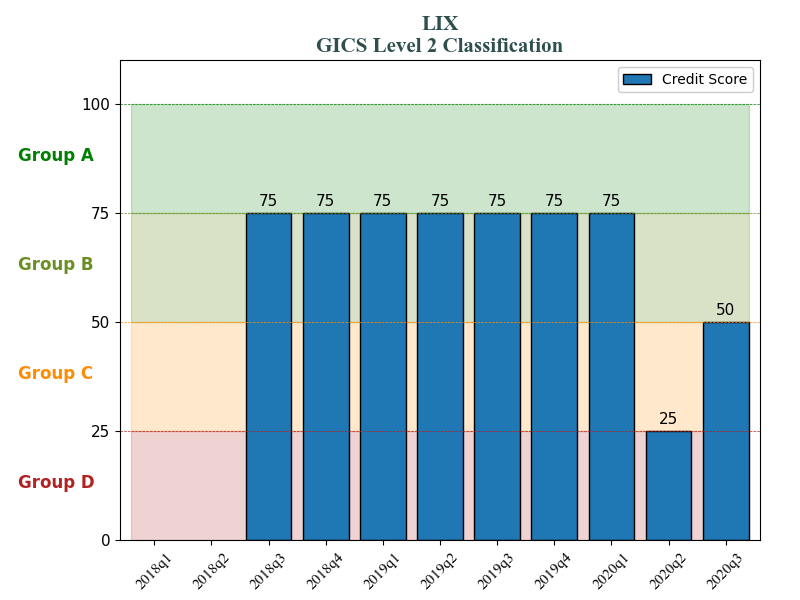 LIX
GICS Level 2 Classification
Credit Score
100
Group A
75
75 75 75 75 75 75 75
Group B
50
50
Group C
25
25
Group D
0
2018q1 2018q2 2018q3 2018q4 2019q1 2019q2 2019q3 2019q4 2020q1 2020q2 2020q3